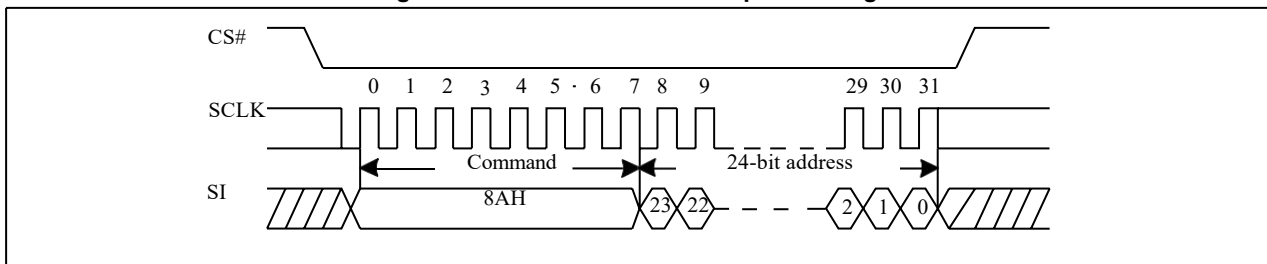 CS#
0 1 2 3 4 5 · 6 7 8 9 29 30 31
SCLK
Command 24-bit address
SI 8AH 23 22 2 1 0